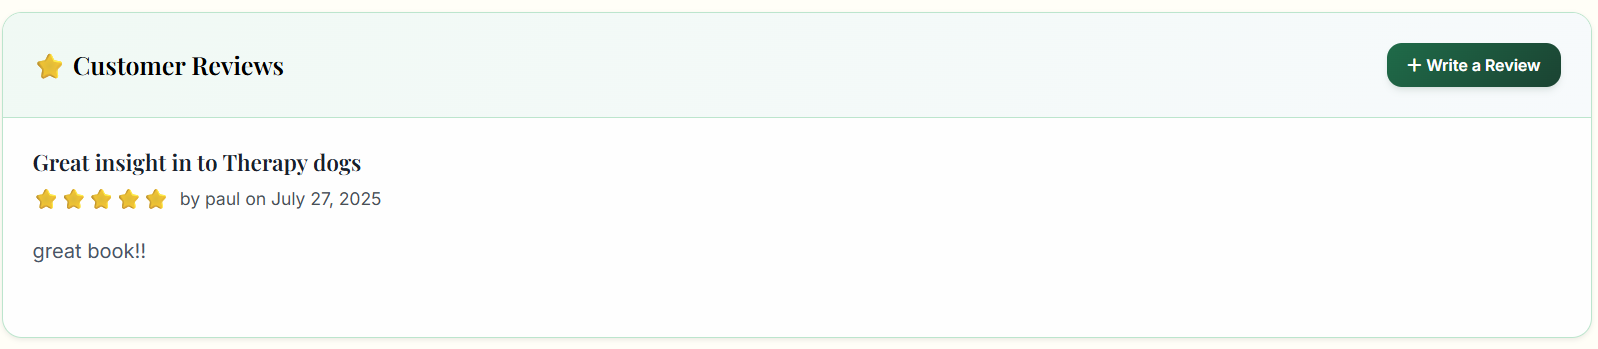 Customer Reviews
+ Write a Review
Great insight in to Therapy dogs
by paul on July 27, 2025
great book!!